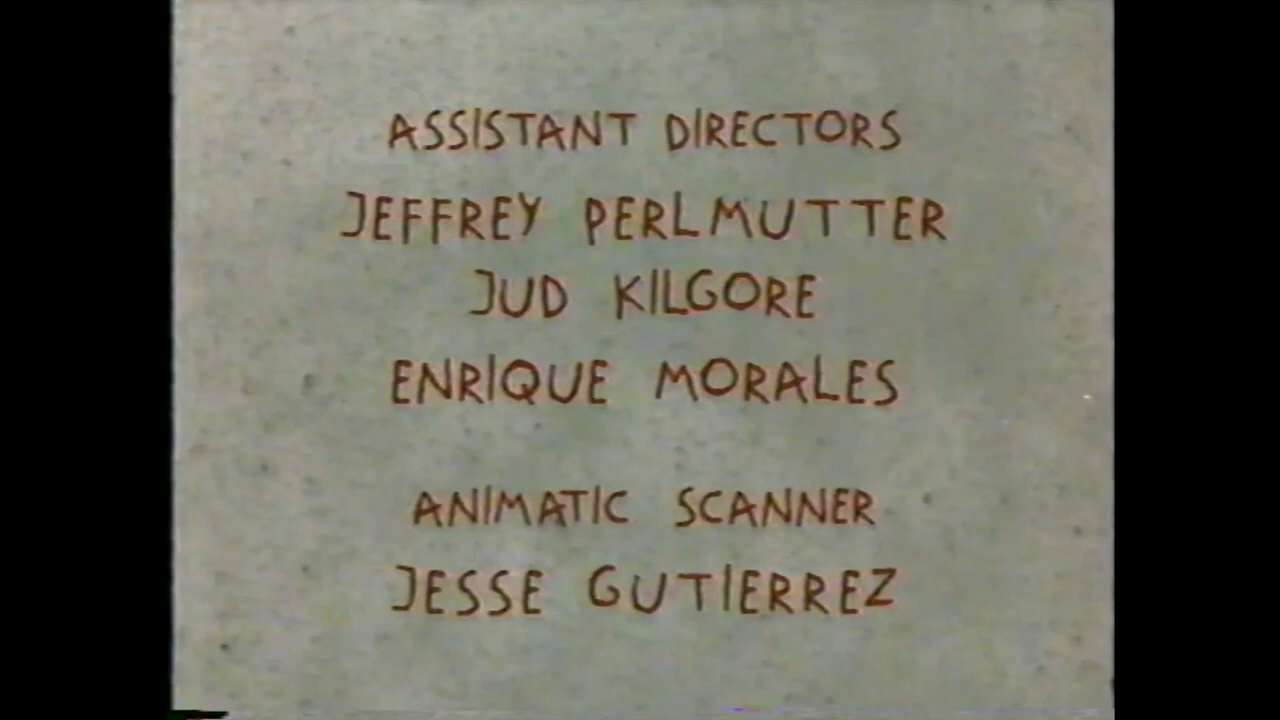 ASSISTANT DIRECTORS
JEFFREY PERLMUTTER
JUD KILGORE
ENRIQUE MORALES
ANIMATIC SCANNER
JESSE GUTIERREZ